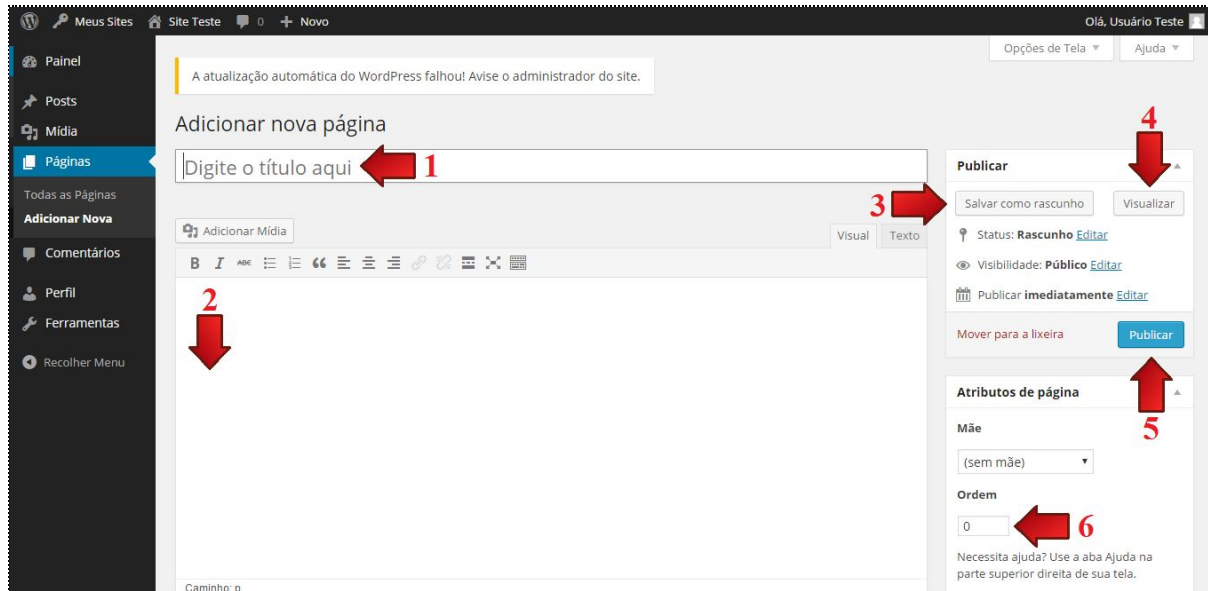 Meus Sites Site Teste 0 Novo Olá, Usuário Teste
Opções de Tela Ajuda
Painel
Posts
Mídia
Páginas
Todas as Páginas
Adicionar Nova
Comentários
Perfil
Ferramentas
Recolher Menu
A atualização automática do WordPress falhou! Avise o administrador do site.
Adicionar nova página
Digite o título aqui 1
Adicionar Mídia
Visual Texto
B I ABC
2
Caminho: p
4
Publicar
3 Salvar como rascunho Visualizar
Status: Rascunho Editar
Visibilidade: Público Editar
Publicar imediatamente Editar
Mover para a lixeira Publicar
5
Atributos de página
Mãe
(sem mãe)
Ordem
0 6
Necessita ajuda? Use a aba Ajuda na
parte superior direita de sua tela.